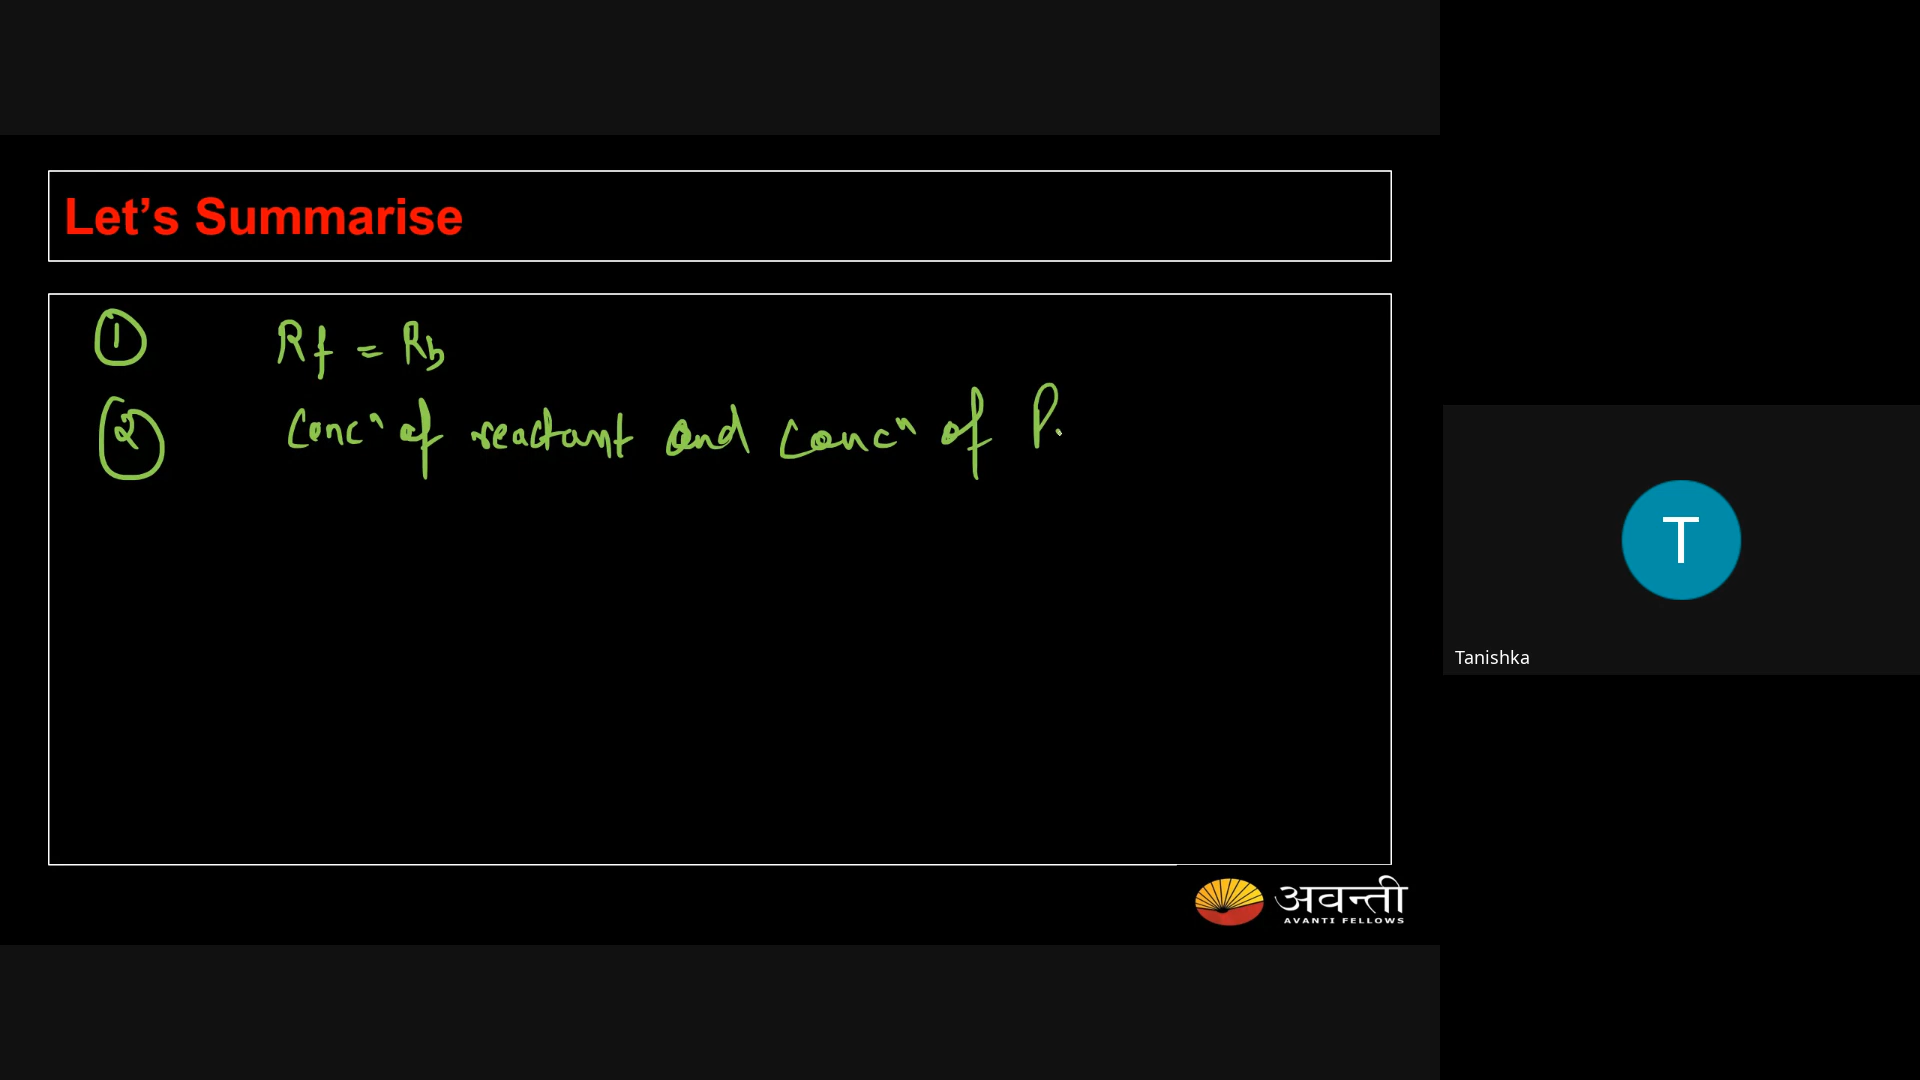 Let's Summarise
① Rf = Rb
② Concⁿ of reactant and Concⁿ of P.
T
Tanishka
अवन्ती
AVANTI FELLOWS